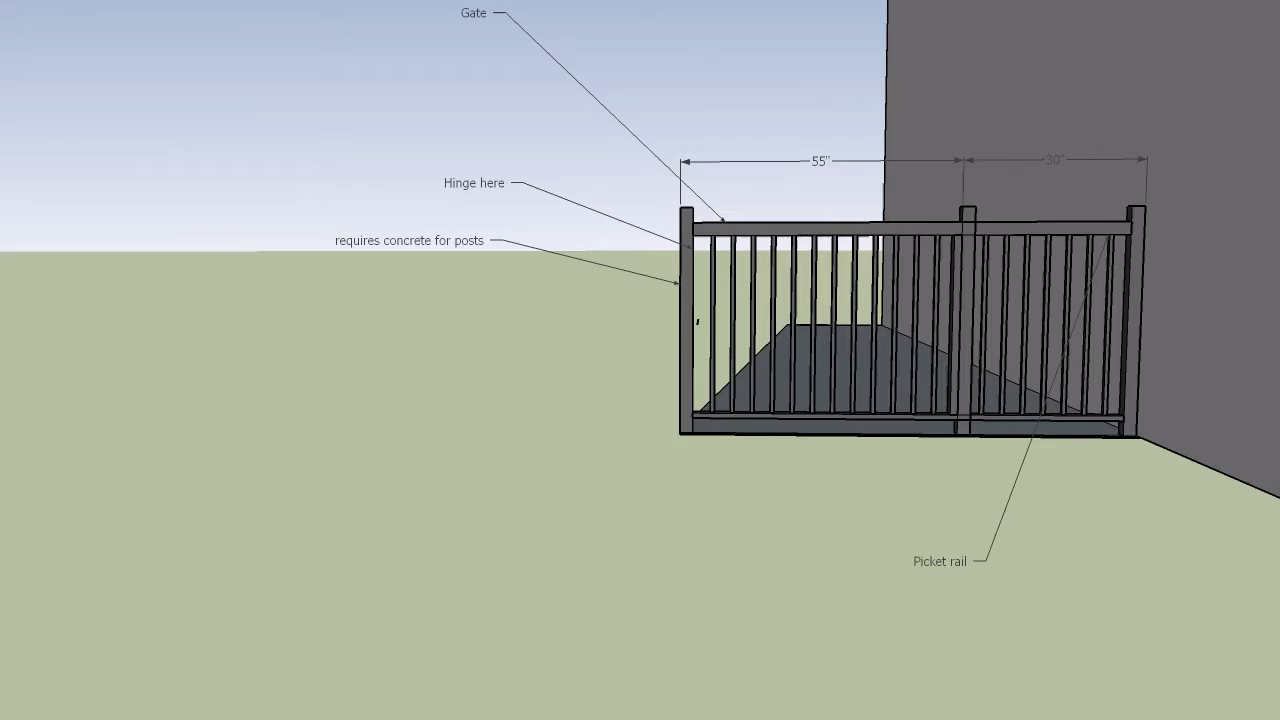 Gate
55"
30"
Hinge here
requires concrete for posts
Picket rail